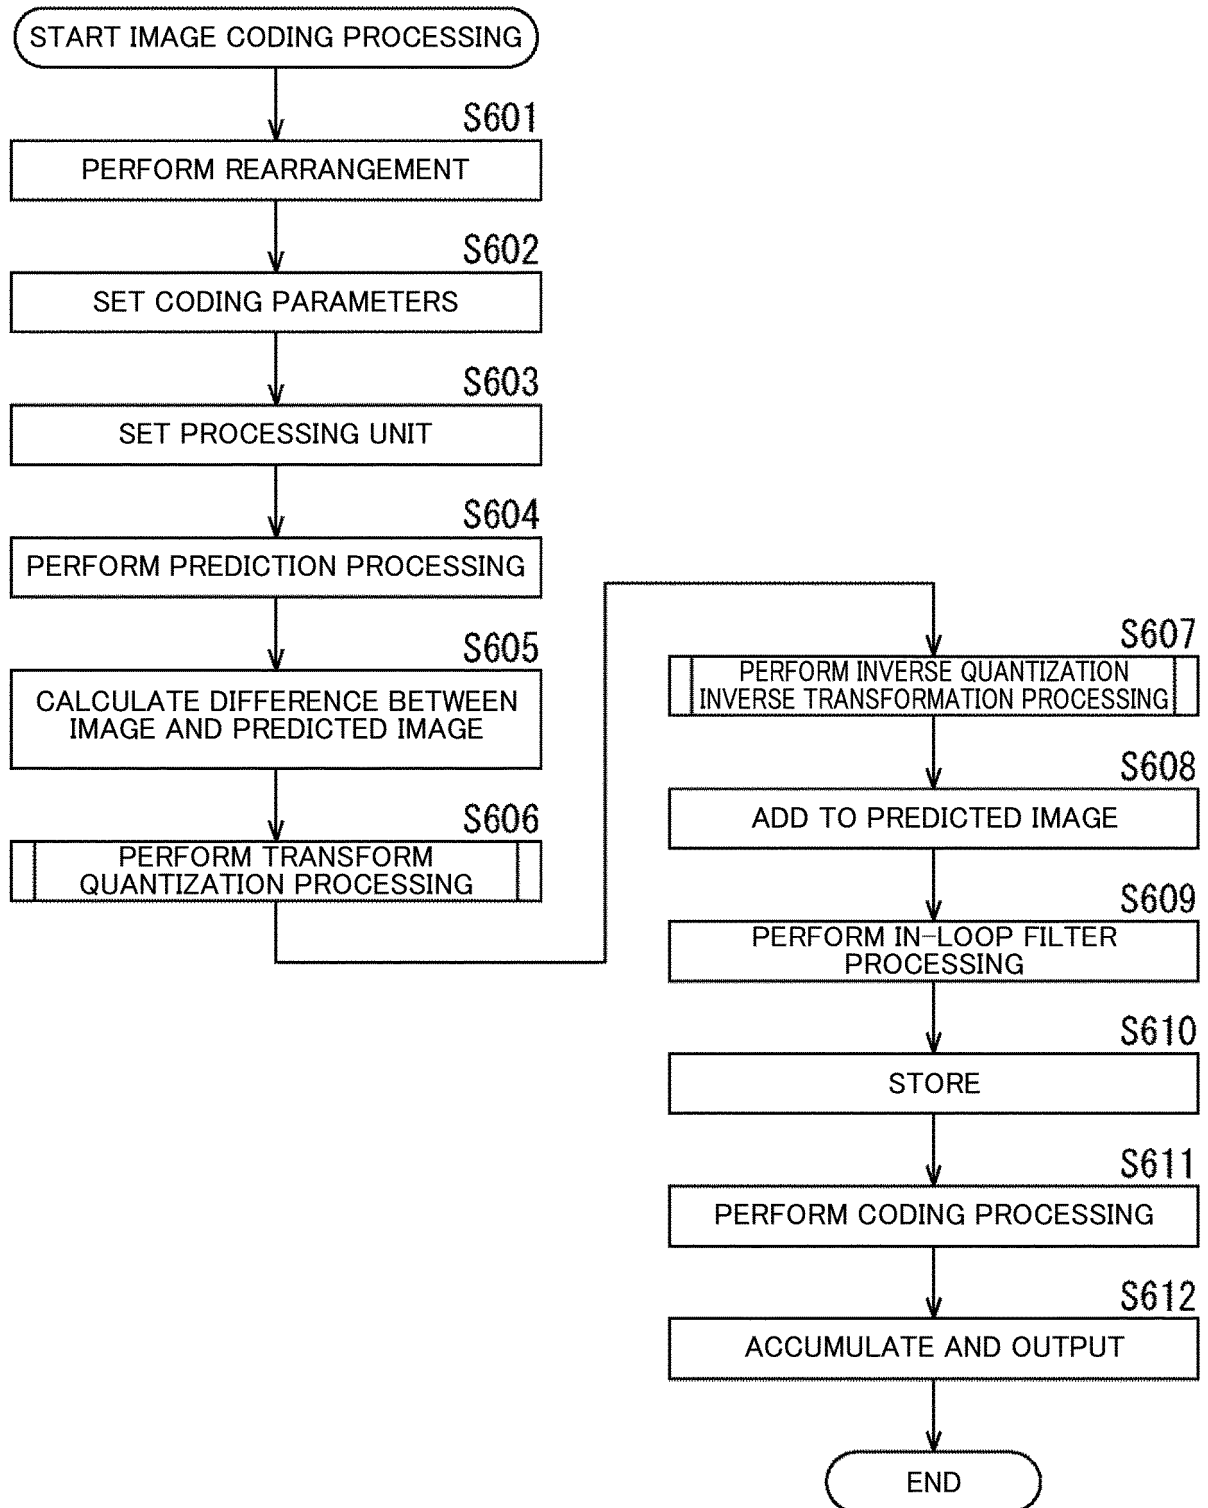 START IMAGE CODING PROCESSING
S601
PERFORM REARRANGEMENT
S602
SET CODING PARAMETERS
S603
SET PROCESSING UNIT
S604
PERFORM PREDICTION PROCESSING
S605
CALCULATE DIFFERENCE BETWEEN
IMAGE AND PREDICTED IMAGE
S606
PERFORM TRANSFORM
QUANTIZATION PROCESSING
S607
PERFORM INVERSE QUANTIZATION
INVERSE TRANSFORMATION PROCESSING
S608
ADD TO PREDICTED IMAGE
S609
PERFORM IN-LOOP FILTER
PROCESSING
S610
STORE
S611
PERFORM CODING PROCESSING
S612
ACCUMULATE AND OUTPUT
END